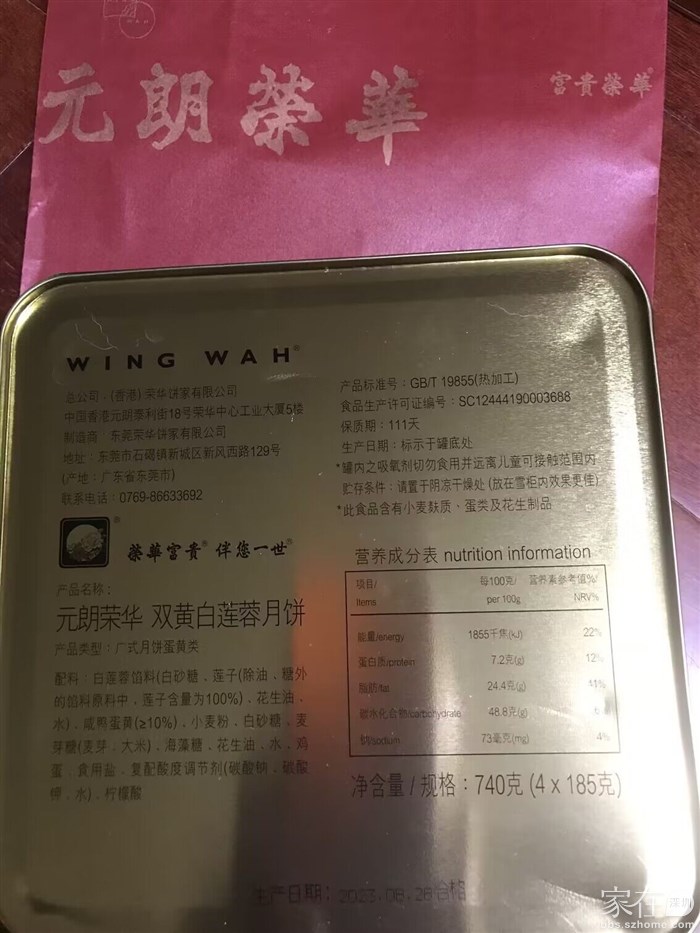 元朗榮華
富貴榮華
WING WAH®
总公司：(香港)荣华饼家有限公司
中国香港元朗泰利街18号荣华中心工业大厦5楼
制造商：东莞荣华饼家有限公司
地址：东莞市石碣镇新城区新风西路129号
(产地：广东省东莞市)
联系电话：0769-86633692
产品标准号：GB/T 19855(热加工)
食品生产许可证编号：SC12444190003688
保质期：111天
生产日期：标示于罐底处
*罐内之吸氧剂切勿食用并远离儿童可接触范围内
贮存条件：请置于阴凉干燥处 (放在雪柜内效果更佳)
*此食品含有小麦麸质、蛋类及花生制品
榮華富貴® 伴您一世®
产品名称：
元朗荣华 双黄白莲蓉月饼
产品类型：广式月饼蛋黄类
配料：白莲蓉馅料(白砂糖﹑莲子(除油﹑糖外
的馅料原料中﹐莲子含量为100%)﹑花生油﹑
水)﹑咸鸭蛋黄(≥10%)﹑小麦粉﹑白砂糖﹑麦
芽糖(麦芽﹑大米)﹑海藻糖﹑花生油﹑水﹑鸡
蛋﹑食用盐﹑复配酸度调节剂(碳酸钠﹑碳酸
钾﹑水)﹑柠檬酸
营养成分表 nutrition information
项目/ 每100克/ 营养素参考值%/
Items per 100g NRV%
能量/energy 1855千焦(kJ) 22%
蛋白质/protein 7.2克(g) 12%
脂肪/fat 24.4克(g) 41%
碳水化合物/carbohydrate 48.8克(g)
钠/sodium 73毫克(mg) 4%
净含量 / 规格：740克 (4 x 185克)
生产日期：2023.08.28合格
家在深圳
bbs.szhome.com